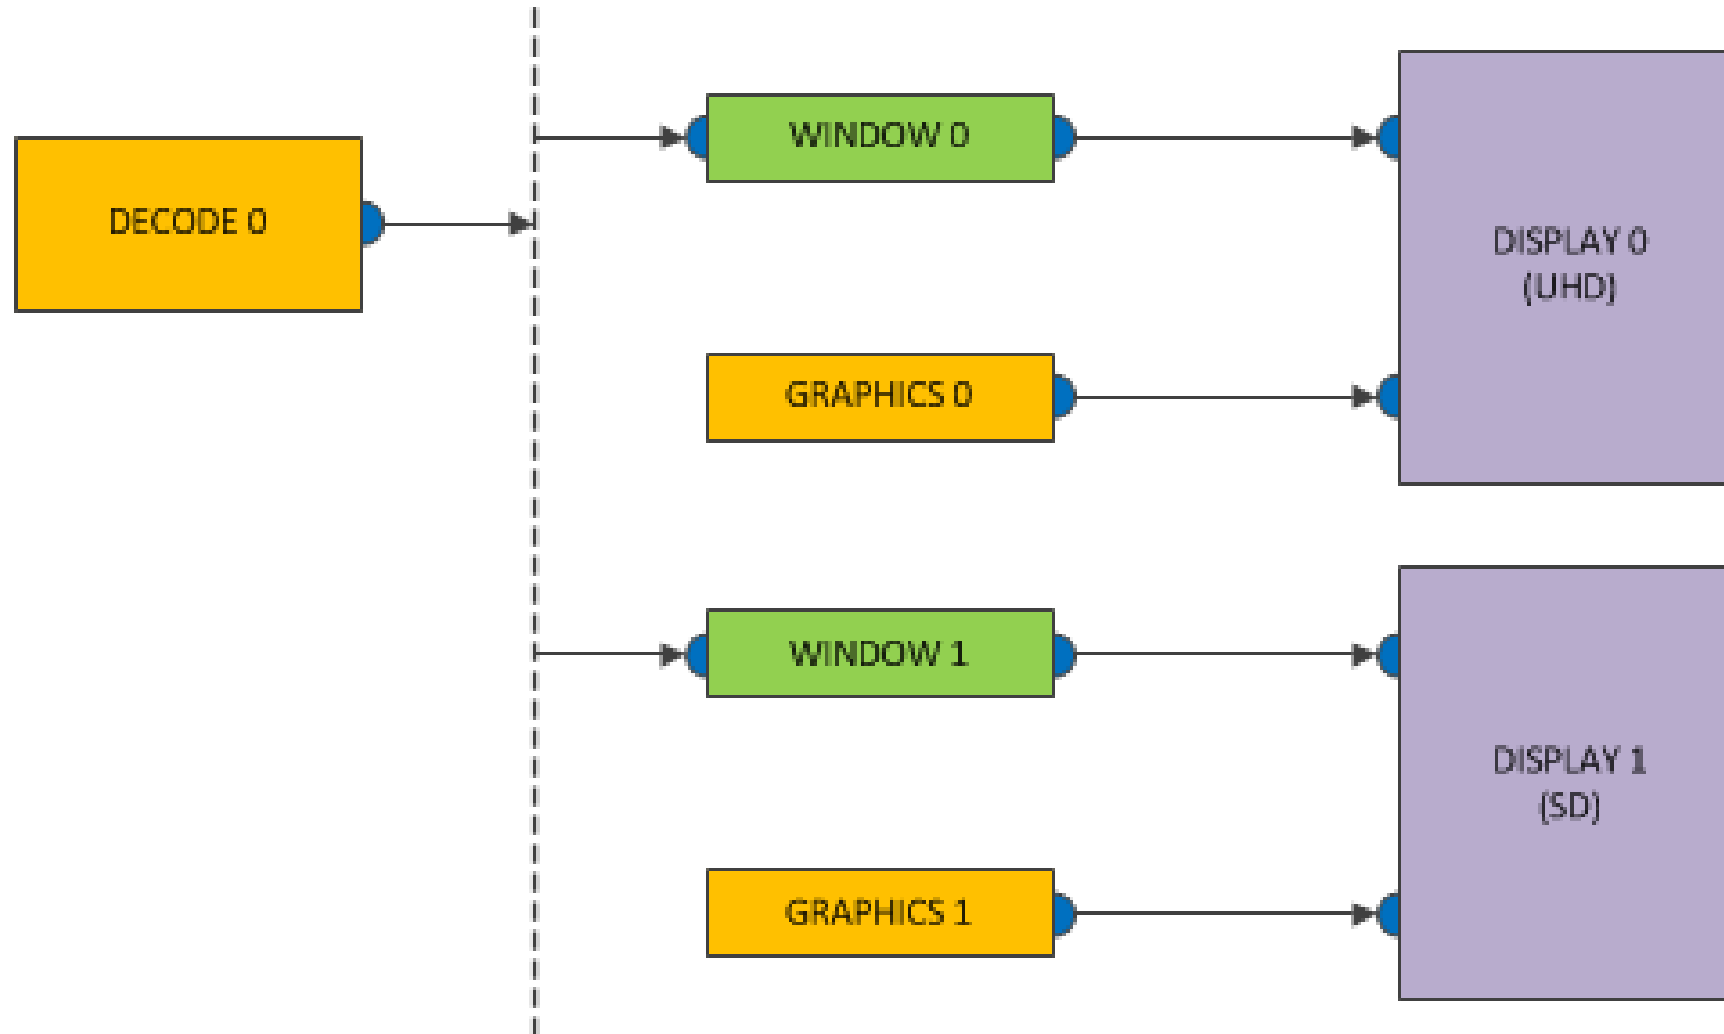 WINDOW 0
DECODE 0
DISPLAY 0
(UHD)
GRAPHICS 0
WINDOW 1
DISPLAY 1
(SD)
GRAPHICS 1